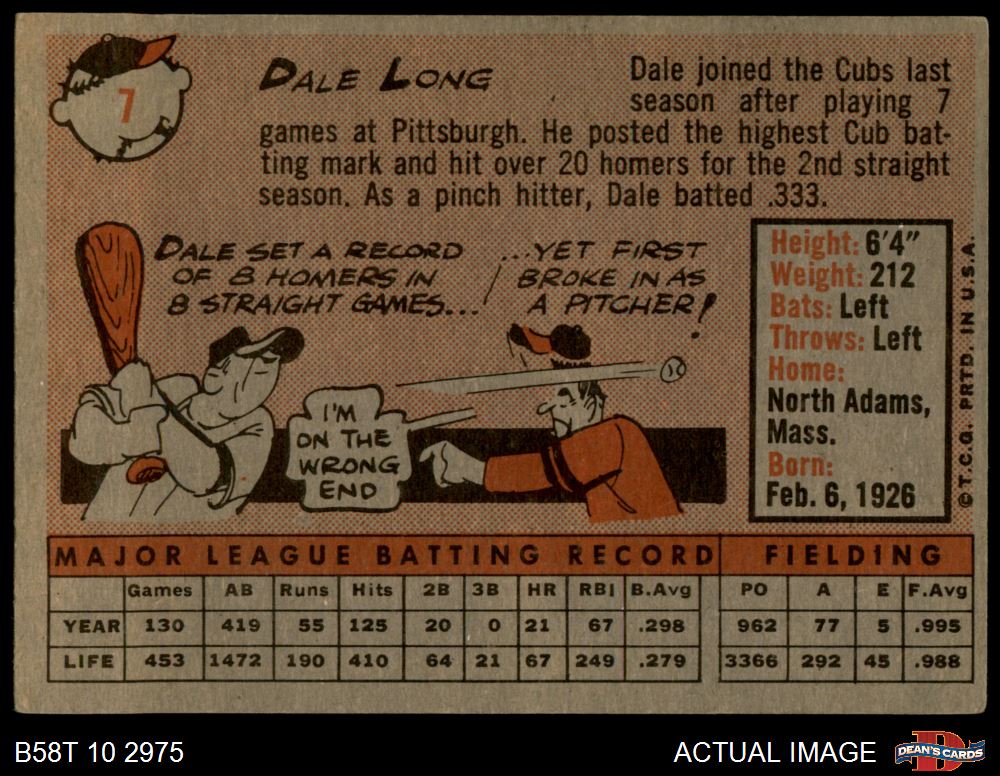 7
DALE LONG
Dale joined the Cubs last
season after playing 7
games at Pittsburgh. He posted the highest Cub bat-
ting mark and hit over 20 homers for the 2nd straight
season. As a pinch hitter, Dale batted .333.
DALE SET A RECORD
OF 8 HOMERS IN
8 STRAIGHT GAMES...
...YET FIRST
BROKE IN AS
A PITCHER!
I'M
ON THE
WRONG
END
Height: 6'4"
Weight: 212
Bats: Left
Throws: Left
Home:
North Adams,
Mass.
Born:
Feb. 6, 1926
©T.C.G. PRTD. IN U.S.A.
MAJOR LEAGUE BATTING RECORD FIELDING
Games AB Runs Hits 2B 3B HR RBI B.Avg PO A E F.Avg
YEAR 130 419 55 125 20 0 21 67 .298 962 77 5 .995
LIFE 453 1472 190 410 64 21 67 249 .279 3366 292 45 .988
B58T 10 2975
ACTUAL IMAGE
DEAN'S CARDS